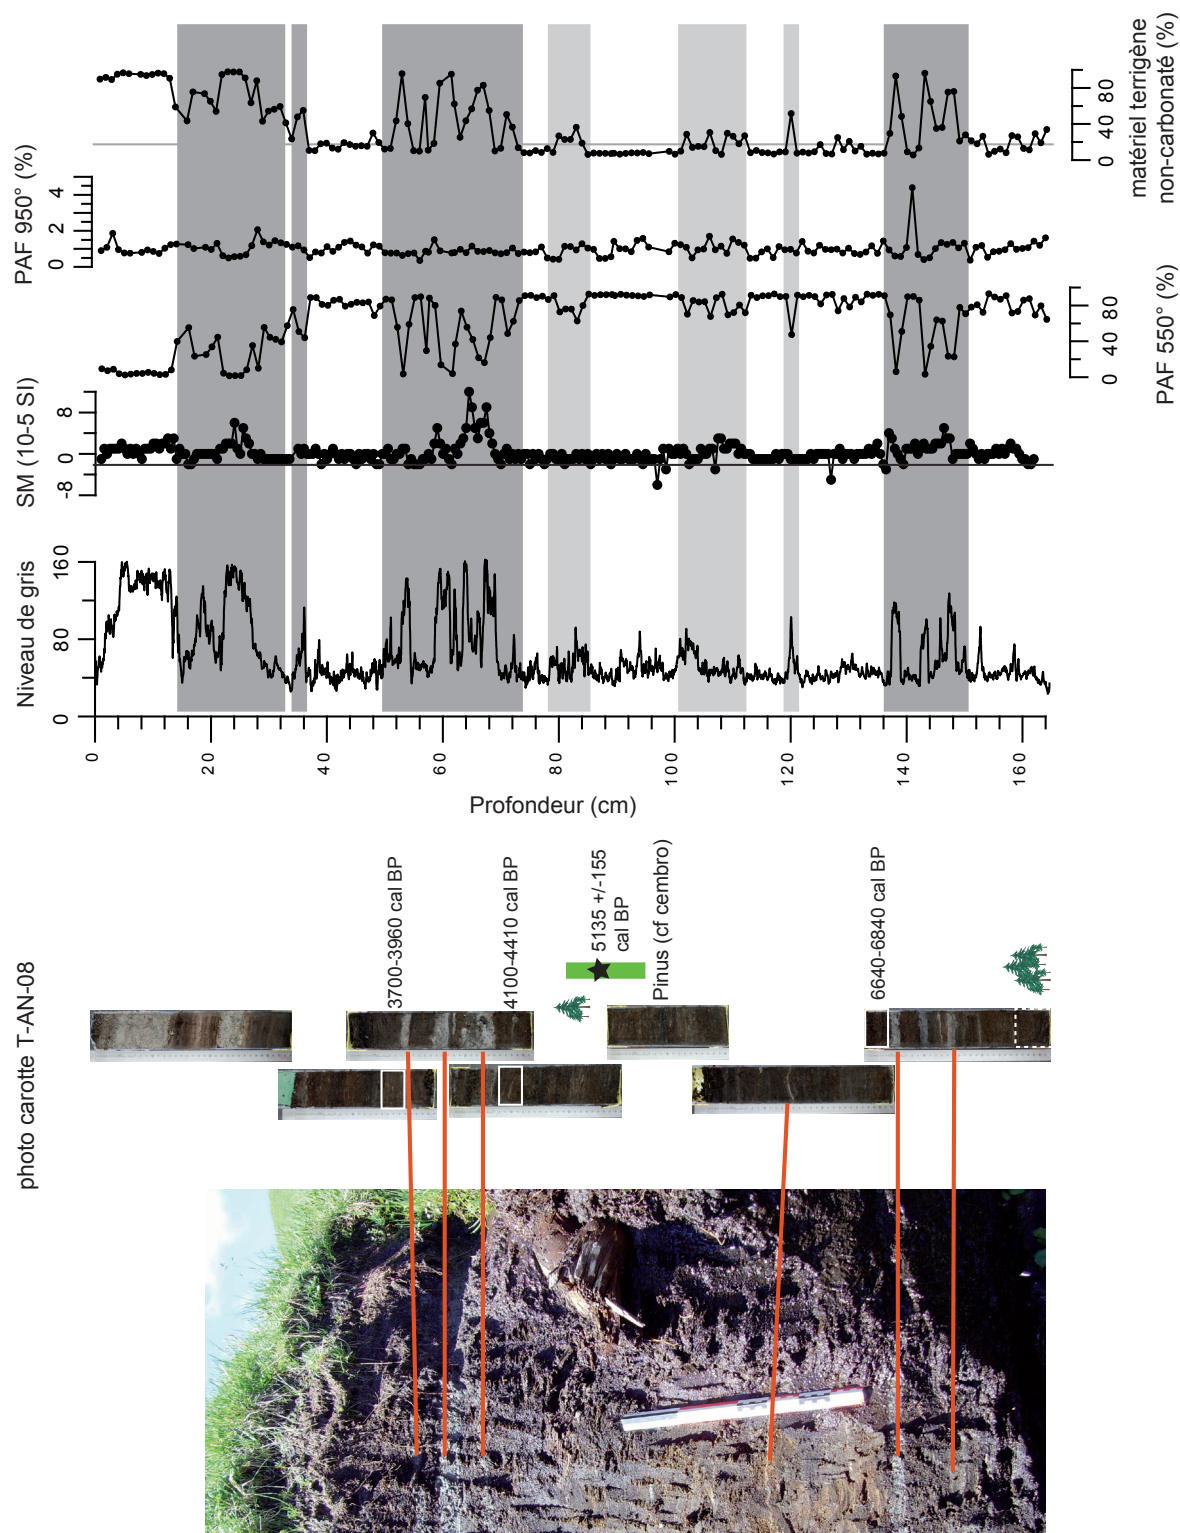 matériel terrigène
non-carbonaté (%)
0 40 80
PAF 950° (%)
0 2 4
PAF 550° (%)
0 40 80
SM (10-5 SI)
-8 0 8
Niveau de gris
0 80 160
0 20 40 60 80 100 120 140 160
Profondeur (cm)
photo carotte T-AN-08
3700-3960 cal BP
4100-4410 cal BP
5135 +/-155
cal BP
Pinus (cf cembro)
6640-6840 cal BP